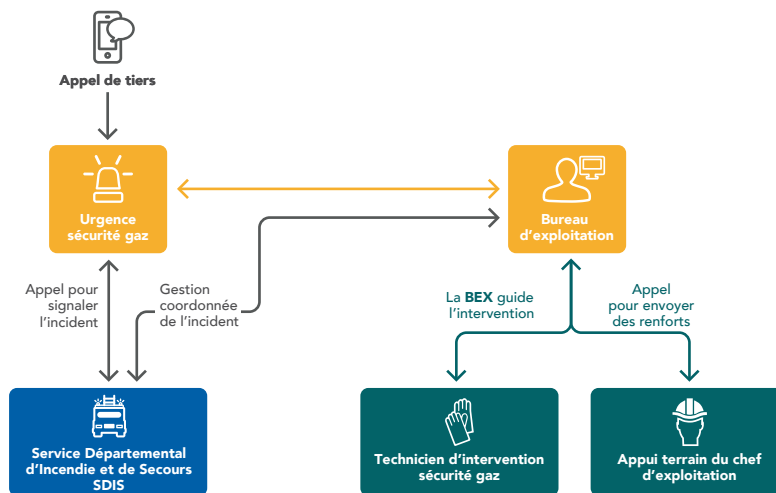 Appel de tiers
Urgence
sécurité gaz
Bureau
d'exploitation
Appel pour
signaler
l'incident
Gestion
coordonnée
de l'incident
La BEX guide
l'intervention
Appel
pour envoyer
des renforts
Service Départemental
d'Incendie et de Secours
SDIS
Technicien d'intervention
sécurité gaz
Appui terrain du chef
d'exploitation